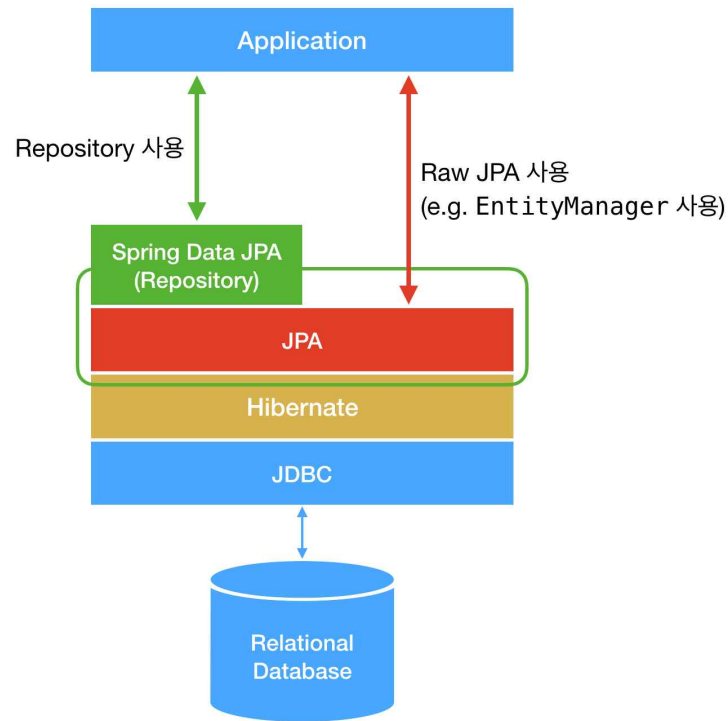 Application
Repository 사용
Raw JPA 사용
(e.g. EntityManager 사용)
Spring Data JPA
(Repository)
JPA
Hibernate
JDBC
Relational
Database